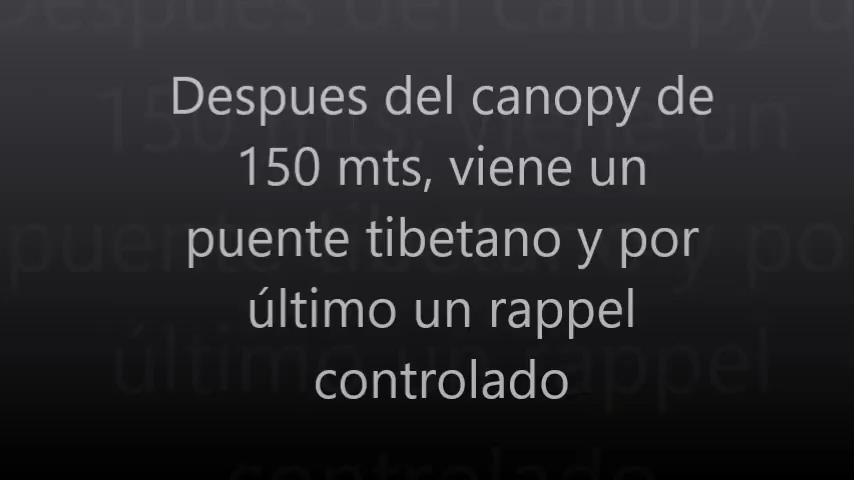 Despues del canopy de
150 mts, viene un
puente tibetano y por
último un rappel
controlado